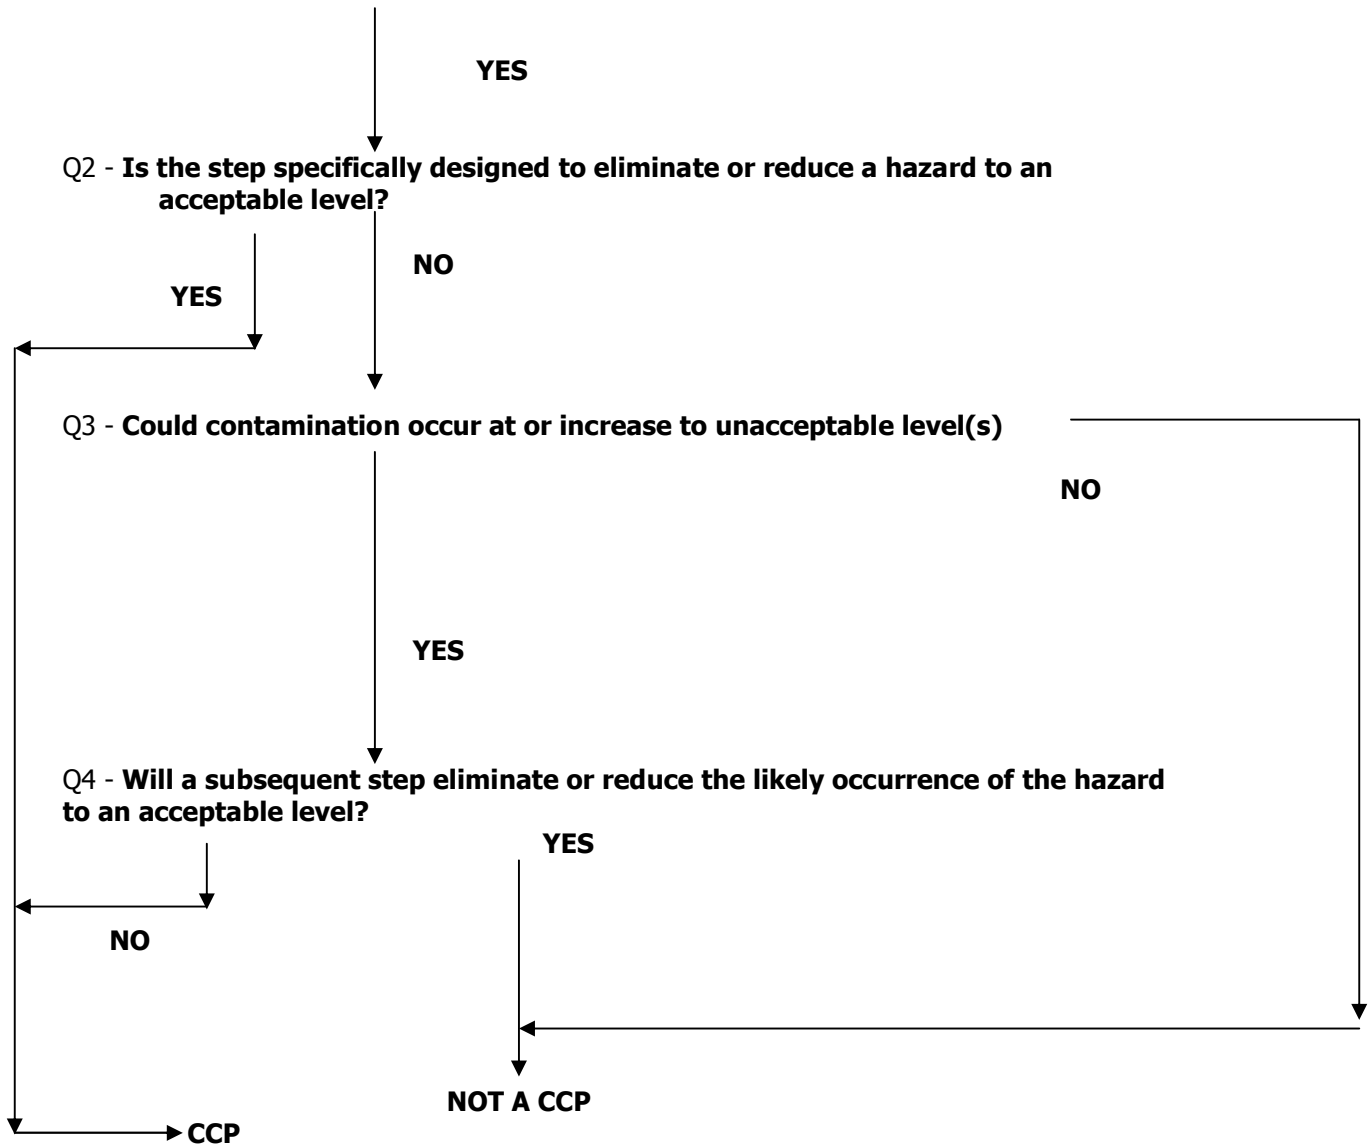 YES
Q2 - Is the step specifically designed to eliminate or reduce a hazard to an
acceptable level?
NO
YES
Q3 - Could contamination occur at or increase to unacceptable level(s)
NO
YES
Q4 - Will a subsequent step eliminate or reduce the likely occurrence of the hazard
to an acceptable level?
YES
NO
NOT A CCP
CCP